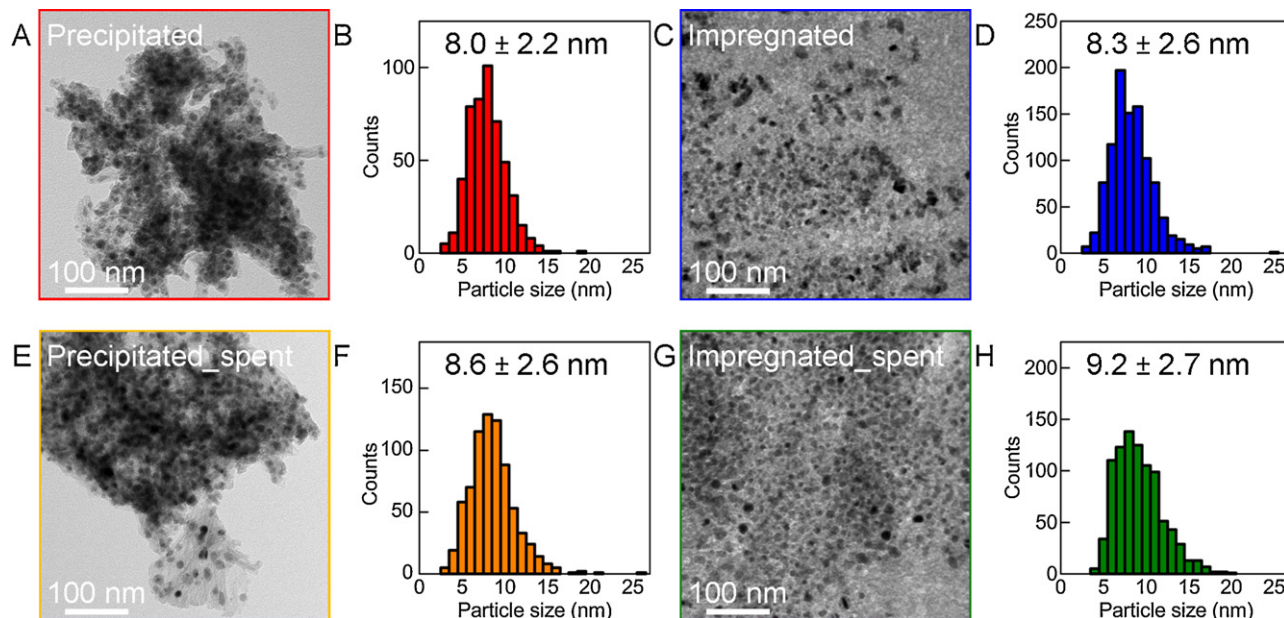 A
Precipitated
100 nm
B
8.0 ± 2.2 nm
Counts
100
50
0
0 5 10 15 20 25
Particle size (nm)
C
Impregnated
100 nm
D
8.3 ± 2.6 nm
Counts
250
200
150
100
50
0
0 5 10 15 20 25
Particle size (nm)
E
Precipitated_spent
100 nm
F
8.6 ± 2.6 nm
Counts
150
100
50
0
0 5 10 15 20 25
Particle size (nm)
G
Impregnated_spent
100 nm
H
9.2 ± 2.7 nm
Counts
200
150
100
50
0
0 5 10 15 20 25
Particle size (nm)